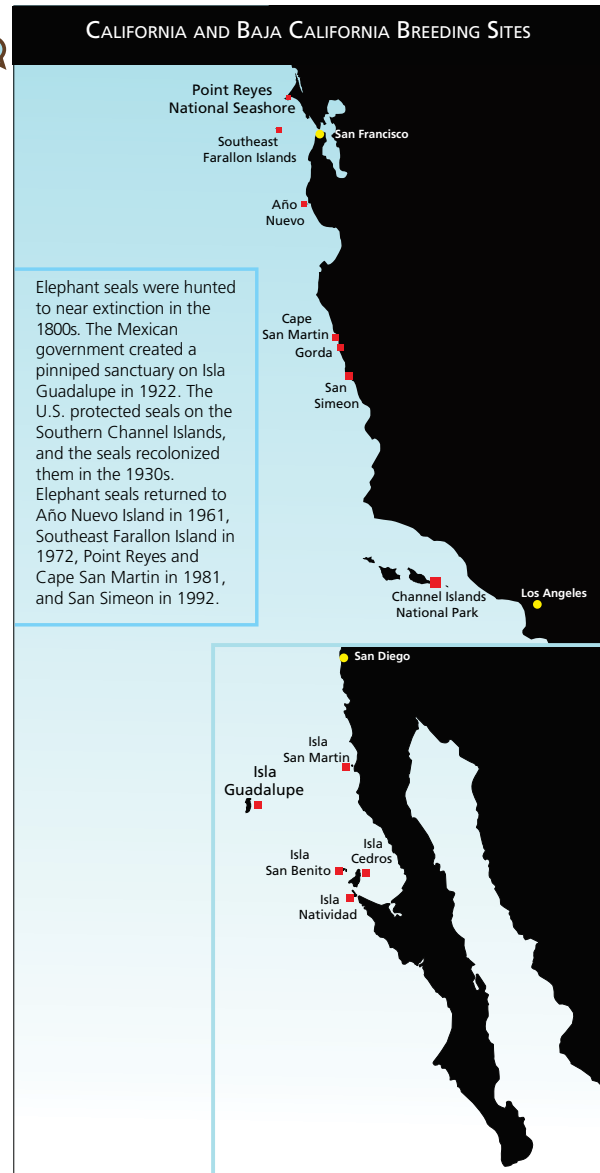 CALIFORNIA AND BAJA CALIFORNIA BREEDING SITES
Point Reyes
National Seashore
Southeast
Farallon Islands
San Francisco
Año
Nuevo
Elephant seals were hunted
to near extinction in the
1800s. The Mexican
government created a
pinniped sanctuary on Isla
Guadalupe in 1922. The
U.S. protected seals on the
Southern Channel Islands,
and the seals recolonized
them in the 1930s.
Elephant seals returned to
Año Nuevo Island in 1961,
Southeast Farallon Island in
1972, Point Reyes and
Cape San Martin in 1981,
and San Simeon in 1992.
Cape
San Martin
Gorda
San
Simeon
Channel Islands
National Park
Los Angeles
San Diego
Isla
San Martin
Isla
Guadalupe
Isla
San Benito
Isla
Cedros
Isla
Natividad